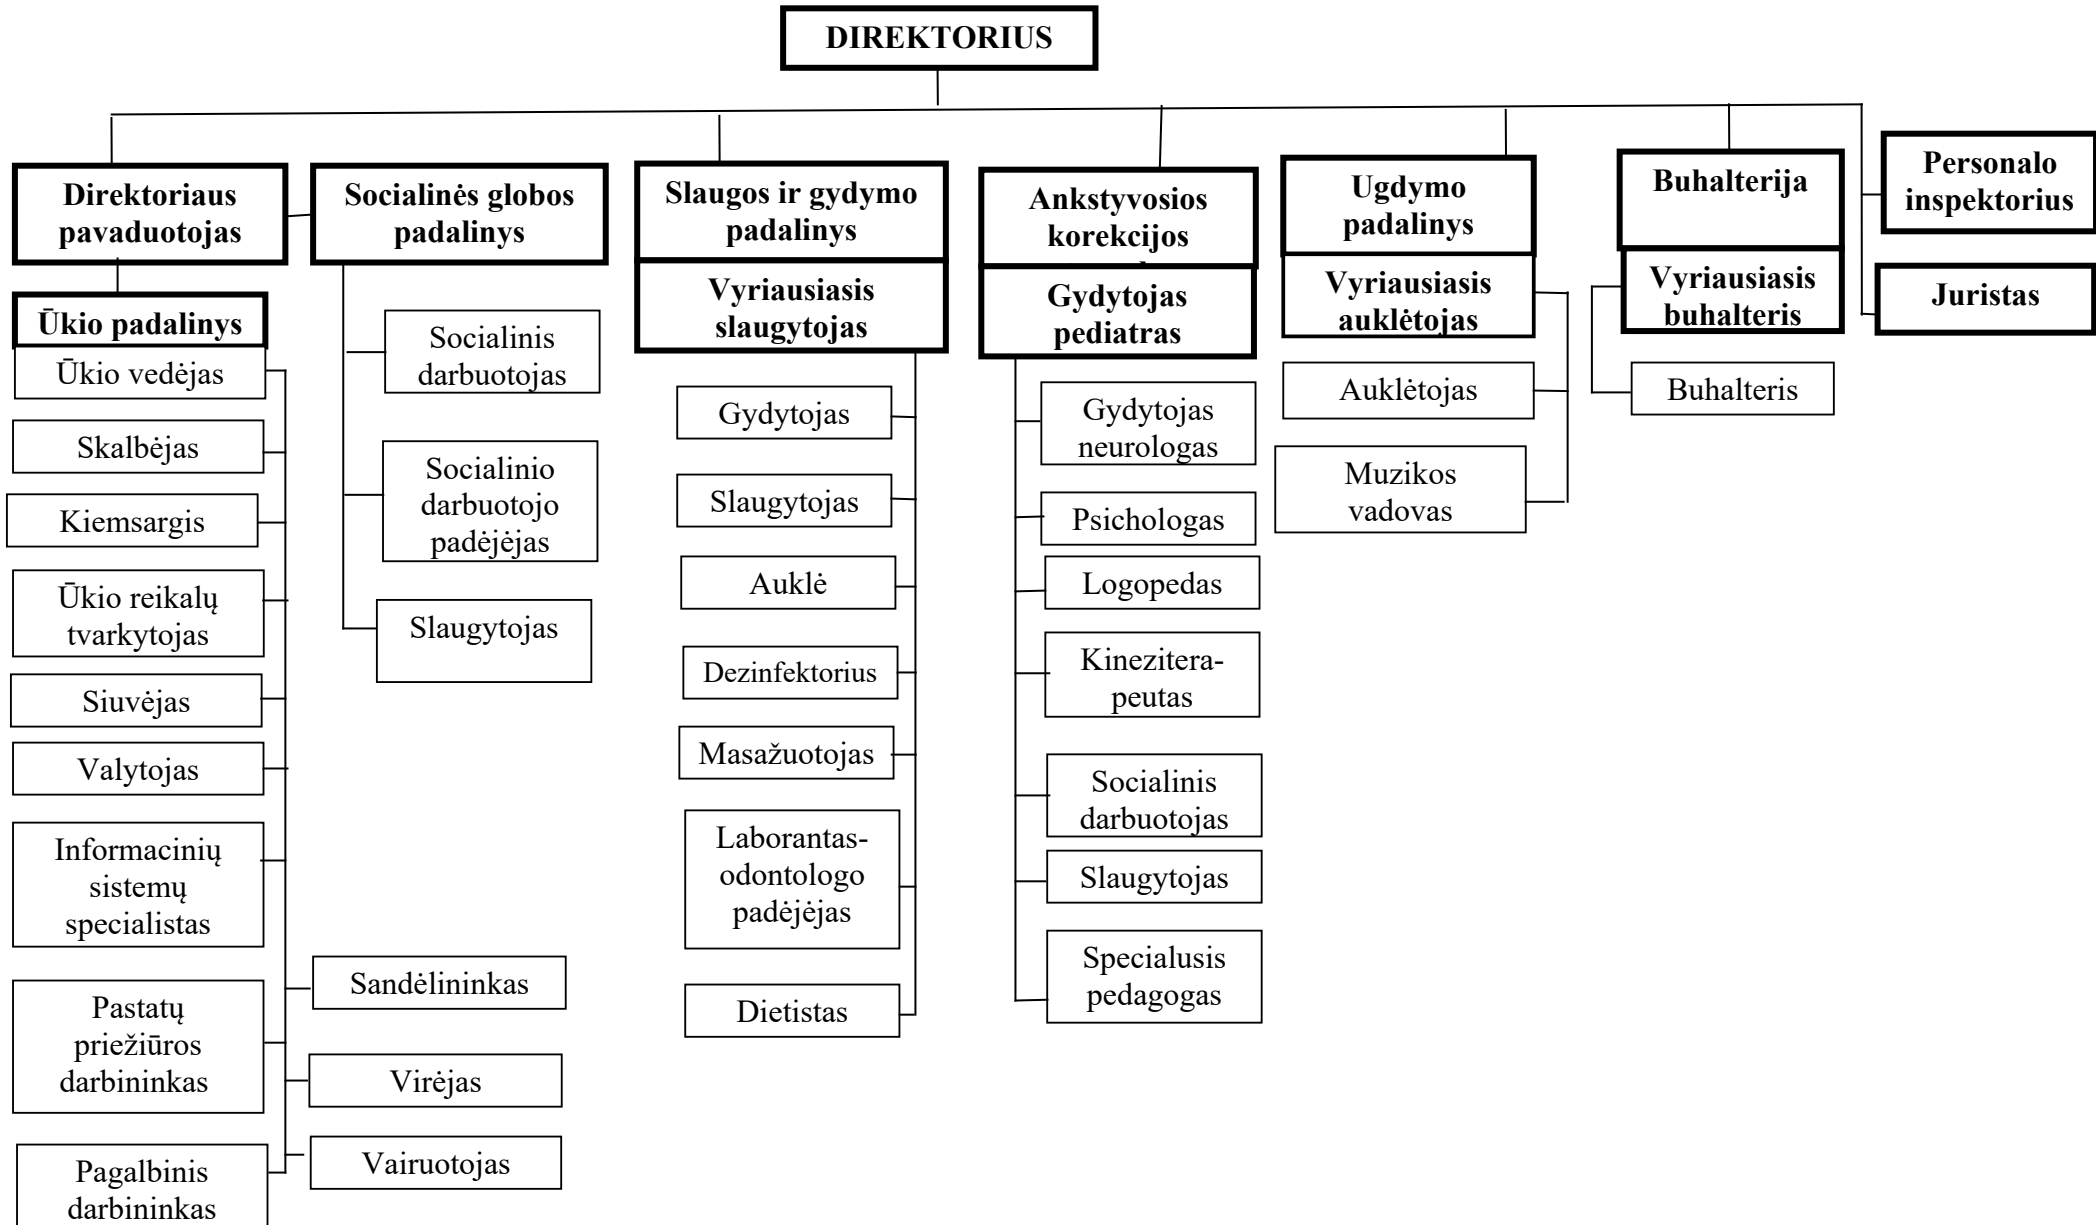 DIREKTORIUS
Direktoriaus
pavaduotojas
Ūkio padalinys
Ūkio vedėjas
Skalbėjas
Kiemsargis
Ūkio reikalų
tvarkytojas
Siuvėjas
Valytojas
Informacinių
sistemų
specialistas
Pastatų
priežiūros
darbininkas
Pagalbinis
darbininkas
Sandėlininkas
Virėjas
Vairuotojas
Socialinės globos
padalinys
Socialinis
darbuotojas
Socialinio
darbuotojo
padėjėjas
Slaugytojas
Slaugos ir gydymo
padalinys
Vyriausiasis
slaugytojas
Gydytojas
Slaugytojas
Auklė
Dezinfektorius
Masažuotojas
Laborantas-
odontologo
padėjėjas
Dietistas
Ankstyvosios
korekcijos
Gydytojas
pediatras
Gydytojas
neurologas
Psichologas
Logopedas
Kinezitera-
peutas
Socialinis
darbuotojas
Slaugytojas
Specialusis
pedagogas
Ugdymo
padalinys
Vyriausiasis
auklėtojas
Auklėtojas
Muzikos
vadovas
Buhalterija
Vyriausiasis
buhalteris
Buhalteris
Personalo
inspektorius
Juristas